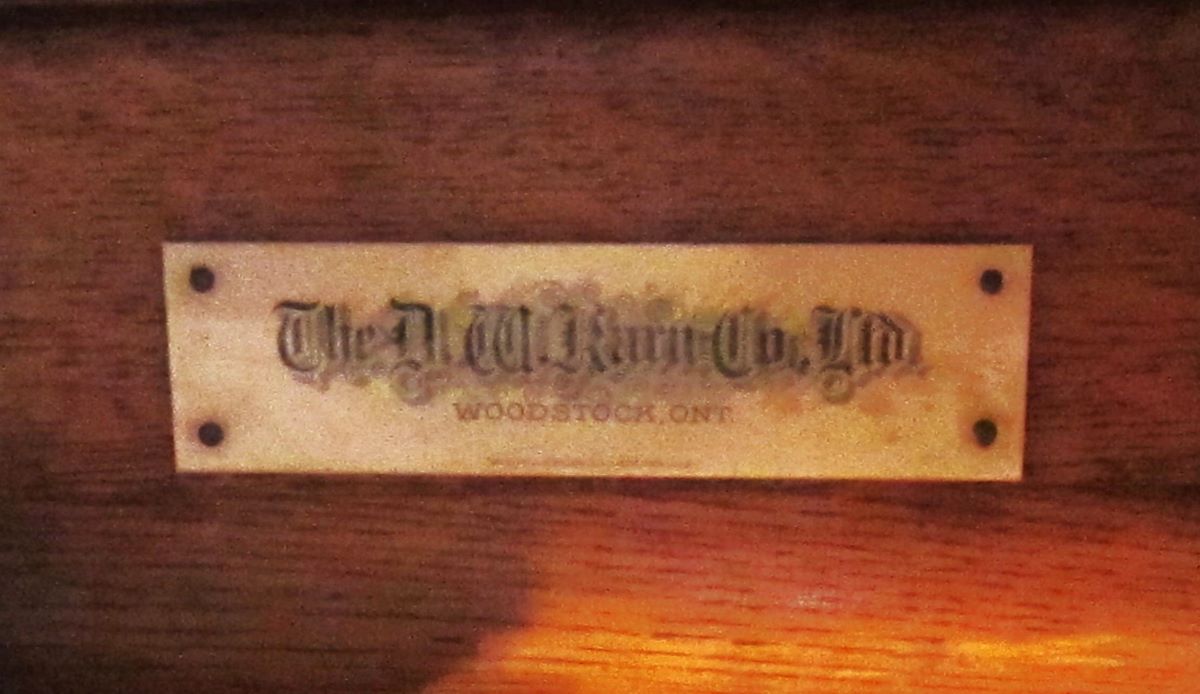 The D. W. Karn Co., Ltd.
WOODSTOCK, ONT.